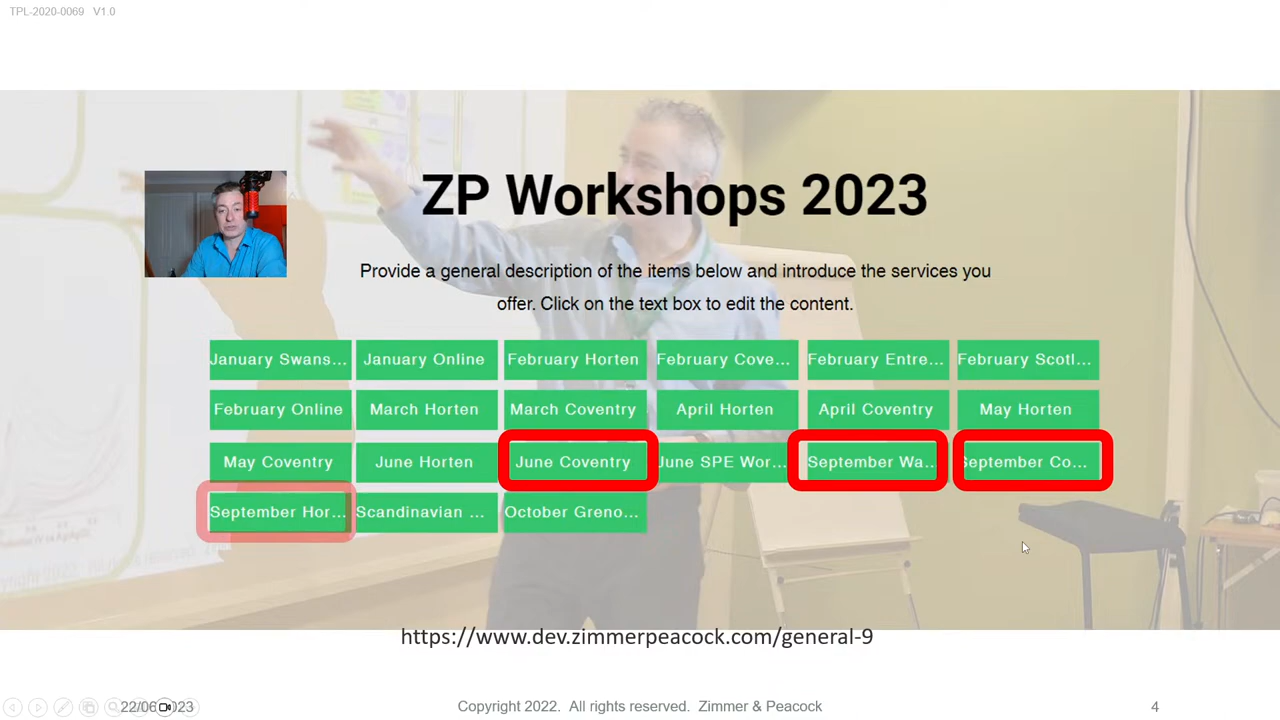 TPL-2020-0069 V1.0
ZP Workshops 2023
Provide a general description of the items below and introduce the services you
offer. Click on the text box to edit the content.
January Swans... January Online February Horten February Cove... February Entre... February Scotl...
February Online March Horten March Coventry April Horten April Coventry May Horten
May Coventry June Horten June Coventry June SPE Wor... September Wa... September Co...
September Hor... Scandinavian ... October Greno...
https://www.dev.zimmerpeacock.com/general-9
22/06/2023 Copyright 2022. All rights reserved. Zimmer & Peacock 4